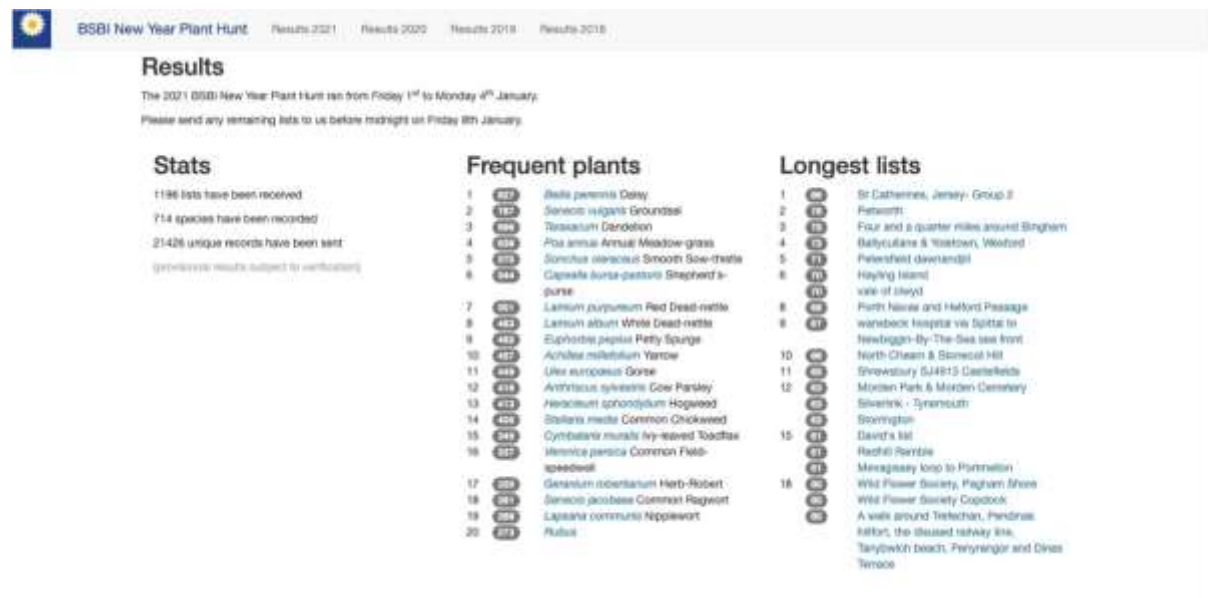 BSBI New Year Plant Hunt Results 2021 Results 2020 Results 2019 Results 2018
Results
The 2021 BSBI New Year Plant Hunt ran from Friday 1st to Monday 4th January.
Please send any remaining lists to us before midnight on Friday 8th January.
Stats
1196 lists have been received
714 species have been recorded
21426 unique records have been sent
(provisional results subject to verification)
Frequent plants
1 Bellis perennis Daisy
2 Senecio vulgaris Groundsel
3 Taraxacum Dandelion
4 Poa annua Annual Meadow-grass
5 Sonchus oleraceus Smooth Sow-thistle
6 Capsella bursa-pastoris Shepherd's-
purse
7 Lamium purpureum Red Dead-nettle
8 Lamium album White Dead-nettle
9 Euphorbia peplus Petty Spurge
10 Achillea millefolium Yarrow
11 Ulex europaeus Gorse
12 Anthriscus sylvestris Cow Parsley
13 Heracleum sphondylium Hogweed
14 Stellaria media Common Chickweed
15 Cymbalaria muralis Ivy-leaved Toadflax
16 Veronica persica Common Field-
speedwell
17 Geranium robertianum Herb-Robert
18 Senecio jacobaea Common Ragwort
19 Lapsana communis Nipplewort
20 Rubus
Longest lists
1 St Catherines, Jersey- Group 2
2 Petworth
3 Four and a quarter miles around Bingham
4 Ballycullane & Yoletown, Wexford
5 Petersfield dawnandjil
6 Hayling Island
vale of clwyd
8 Porth Navas and Helford Passage
9 wansbeck hospital via Spittal to
Newbiggin-By-The-Sea sea front
10 North Cheam & Stonecot Hill
11 Shrewsbury SJ4913 Castlefields
12 Morden Park & Morden Cemetery
Silverlink - Tynemouth
Storrington
15 David's list
Redhill Ramble
Mevagissey loop to Portmellon
18 Wild Flower Society, Pagham Shore
Wild Flower Society Copdock
A walk around Trefechan, Pendinas
hillfort, the disused railway line,
Tanybwlch beach, Penyrangor and Dinas
Terrace